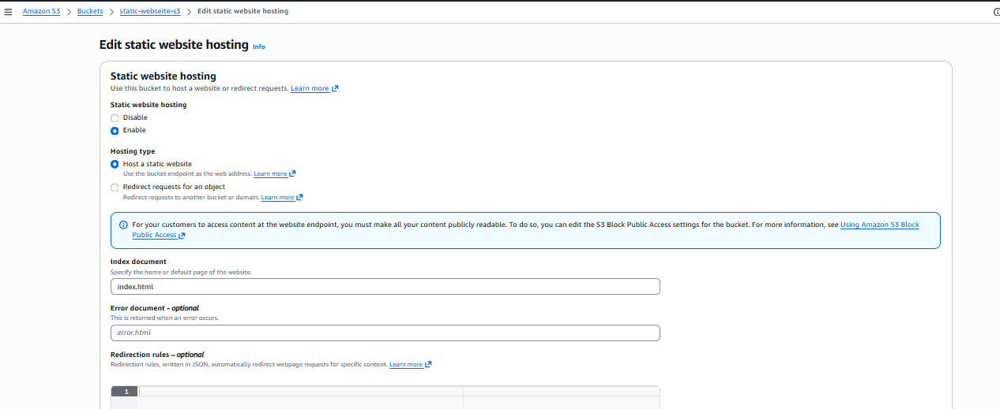 Amazon S3 > Buckets > static-webseite-s3 > Edit static website hosting
Edit static website hosting Info
Static website hosting
Use this bucket to host a website or redirect requests. Learn more
Static website hosting
Disable
Enable
Hosting type
Host a static website
Use the bucket endpoint as the web address. Learn more
Redirect requests for an object
Redirect requests to another bucket or domain. Learn more
For your customers to access content at the website endpoint, you must make all your content publicly readable. To do so, you can edit the S3 Block Public Access settings for the bucket. For more information, see Using Amazon S3 Block
Public Access
Index document
Specify the home or default page of the website.
index.html
Error document - optional
This is returned when an error occurs.
error.html
Redirection rules – optional
Redirection rules, written in JSON, automatically redirect webpage requests for specific content. Learn more
1